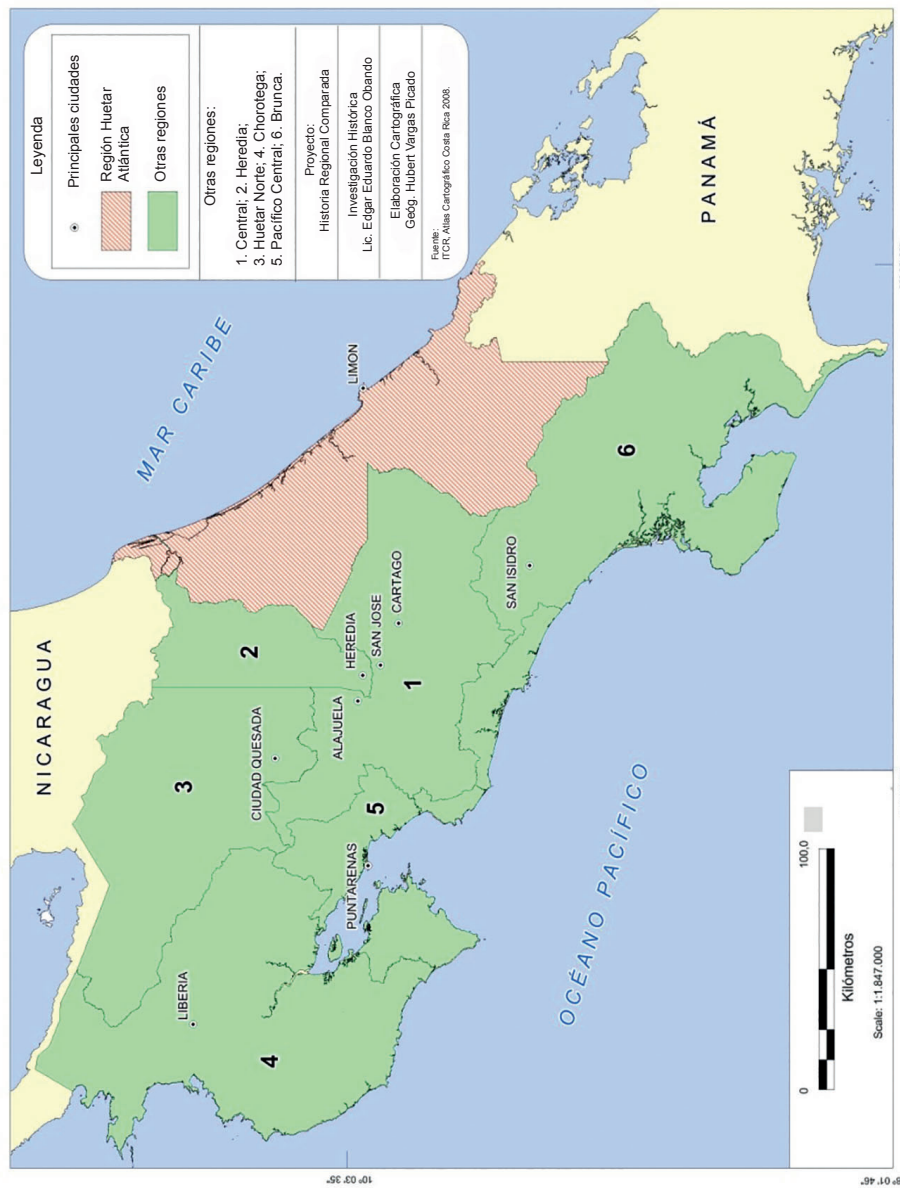 Leyenda
Principales ciudades
Región Huetar
Atlántica
Otras regiones
Otras regiones:
1. Central; 2. Heredia;
3. Huetar Norte; 4. Chorotega;
5. Pacífico Central; 6. Brunca.
Proyecto:
Historia Regional Comparada
Investigación Histórica
Lic. Edgar Eduardo Blanco Obando
Elaboración Cartográfica
Geóg. Hubert Vargas Picado
Fuente:
ITCR, Atlas Cartográfico Costa Rica 2008.
NICARAGUA
MAR CARIBE
PANAMÁ
OCÉANO PACÍFICO
LIBERIA
CIUDAD QUESADA
PUNTARENAS
ALAJUELA
HEREDIA
SAN JOSE
CARTAGO
LIMON
SAN ISIDRO
1
2
3
4
5
6
10°03'35"
8°01'46"
0
100.0
Kilómetros
Scale: 1:1.847.000